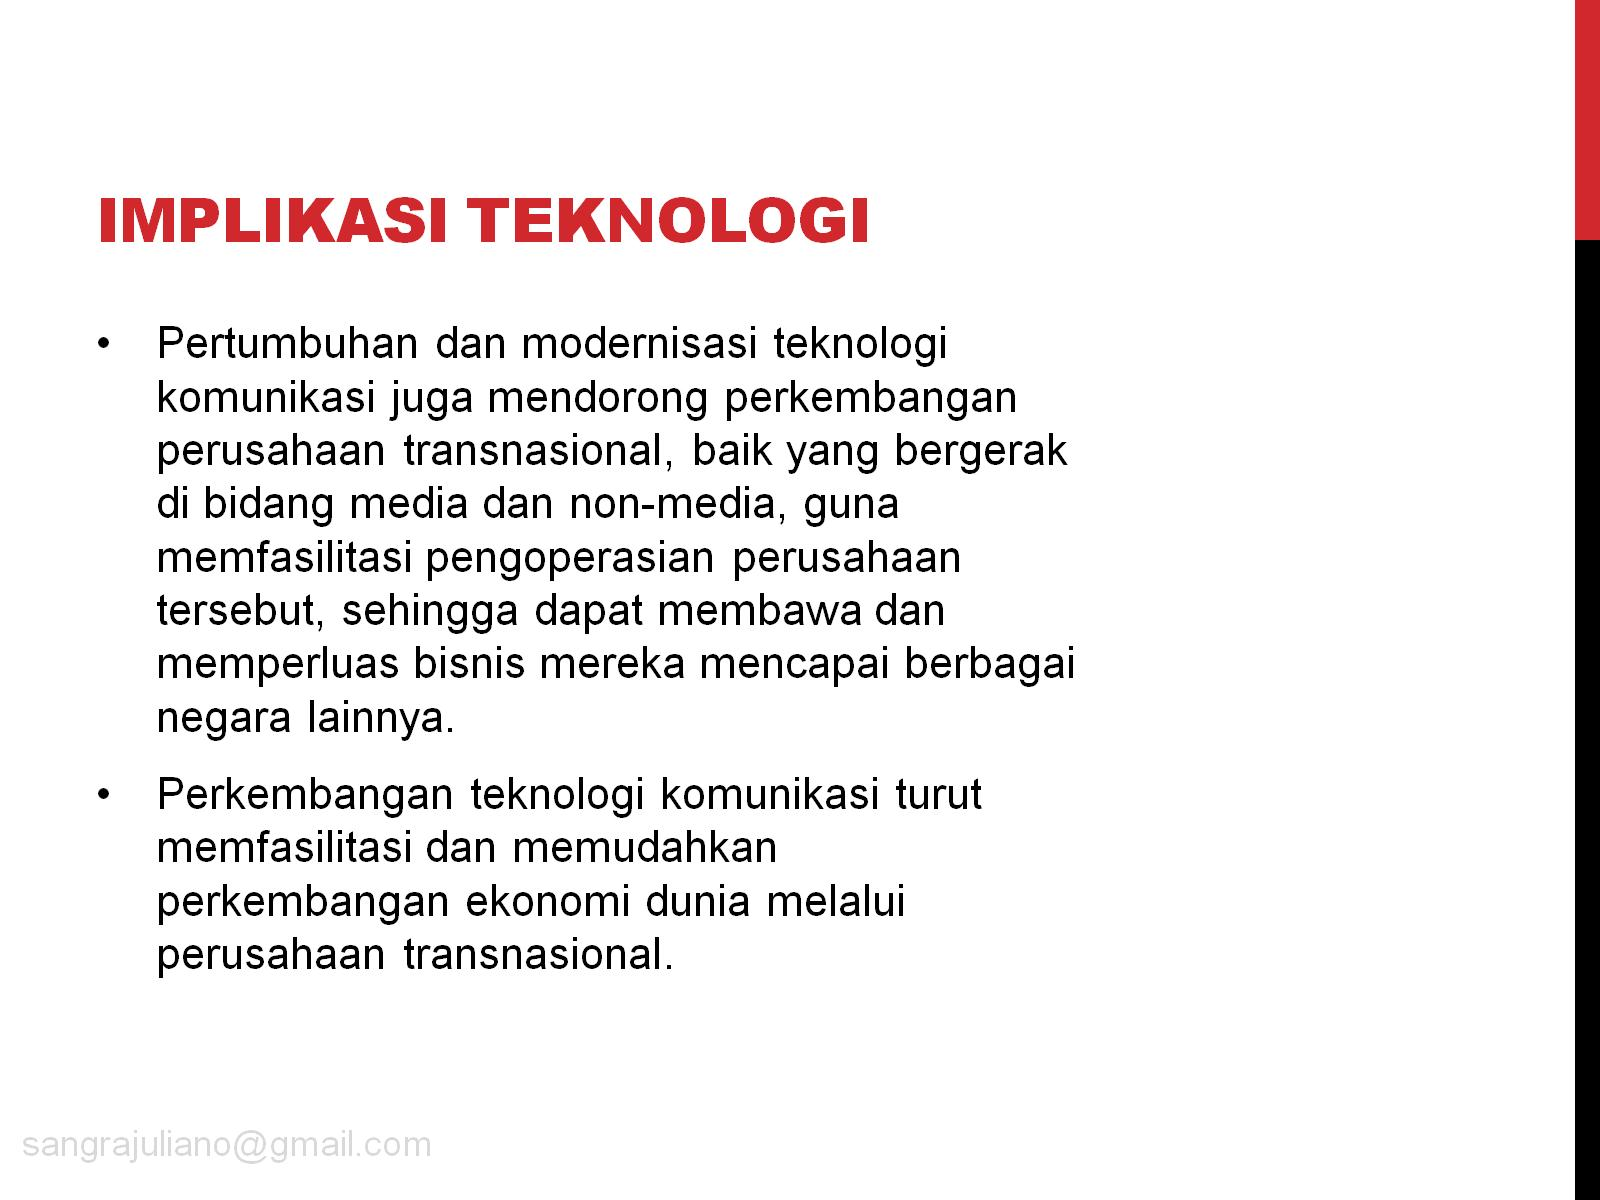 IMPLIKASI TEKNOLOGI
• Pertumbuhan dan modernisasi teknologi
komunikasi juga mendorong perkembangan
perusahaan transnasional, baik yang bergerak
di bidang media dan non-media, guna
memfasilitasi pengoperasian perusahaan
tersebut, sehingga dapat membawa dan
memperluas bisnis mereka mencapai berbagai
negara lainnya.
• Perkembangan teknologi komunikasi turut
memfasilitasi dan memudahkan
perkembangan ekonomi dunia melalui
perusahaan transnasional.
sangrajuliano@gmail.com